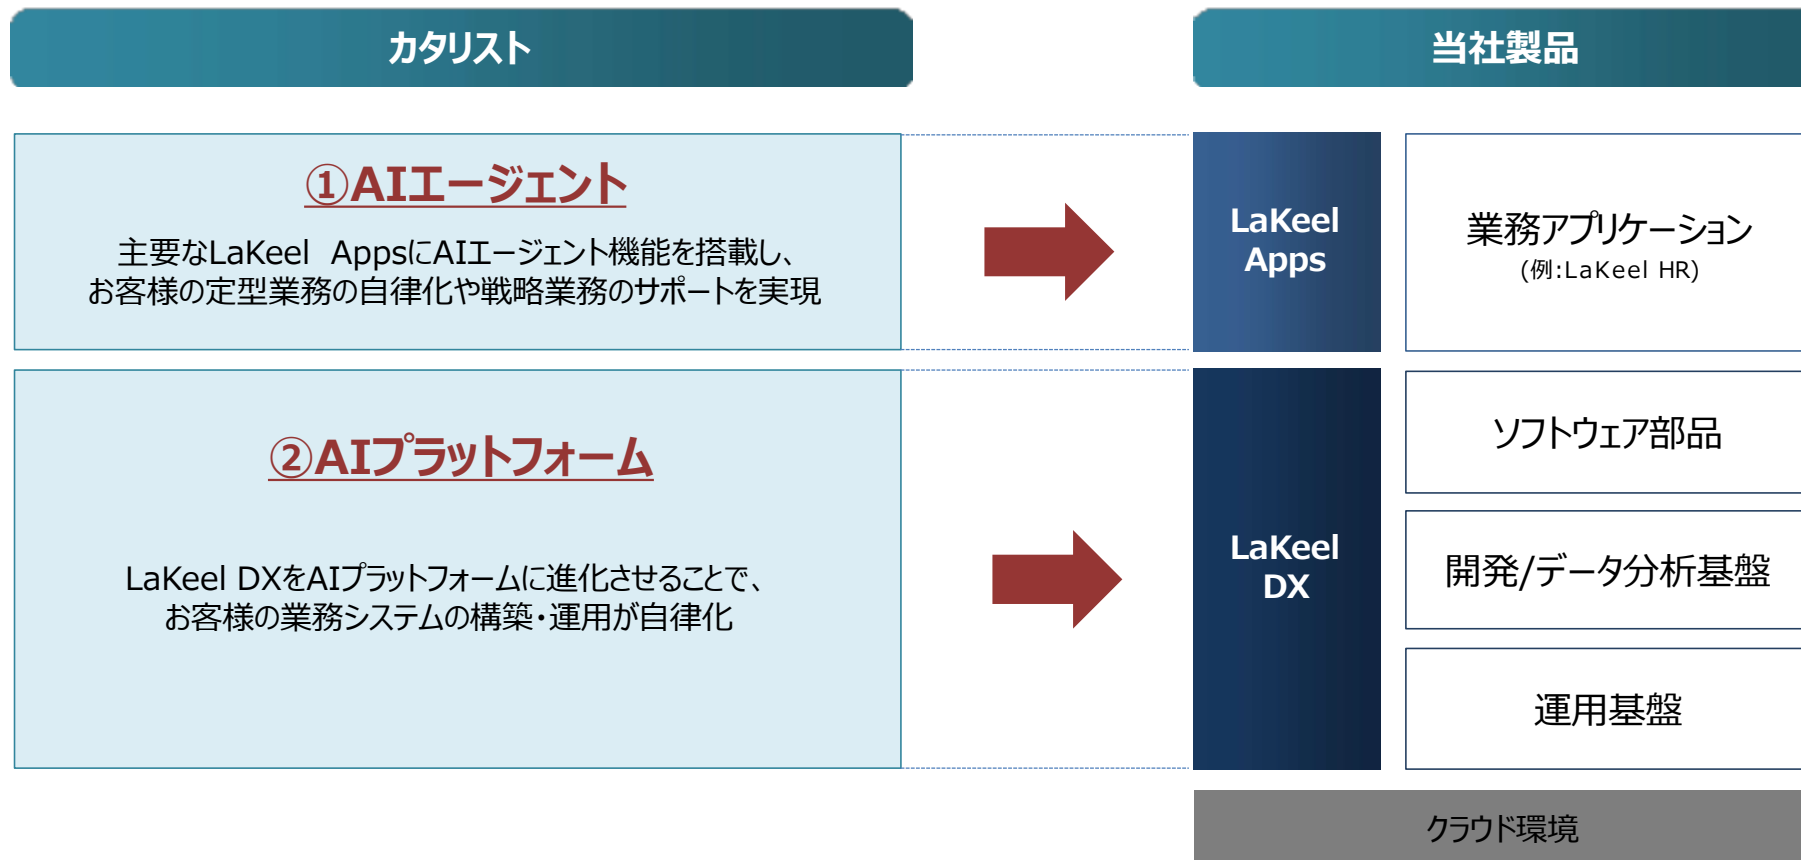 カタリスト
当社製品
①AIエージェント
主要なLaKeel AppsにAIエージェント機能を搭載し、
お客様の定型業務の自律化や戦略業務のサポートを実現
LaKeel
Apps
業務アプリケーション
(例:LaKeel HR)
②AIプラットフォーム
LaKeel DXをAIプラットフォームに進化させることで、
お客様の業務システムの構築・運用が自律化
LaKeel
DX
ソフトウェア部品
開発/データ分析基盤
運用基盤
クラウド環境